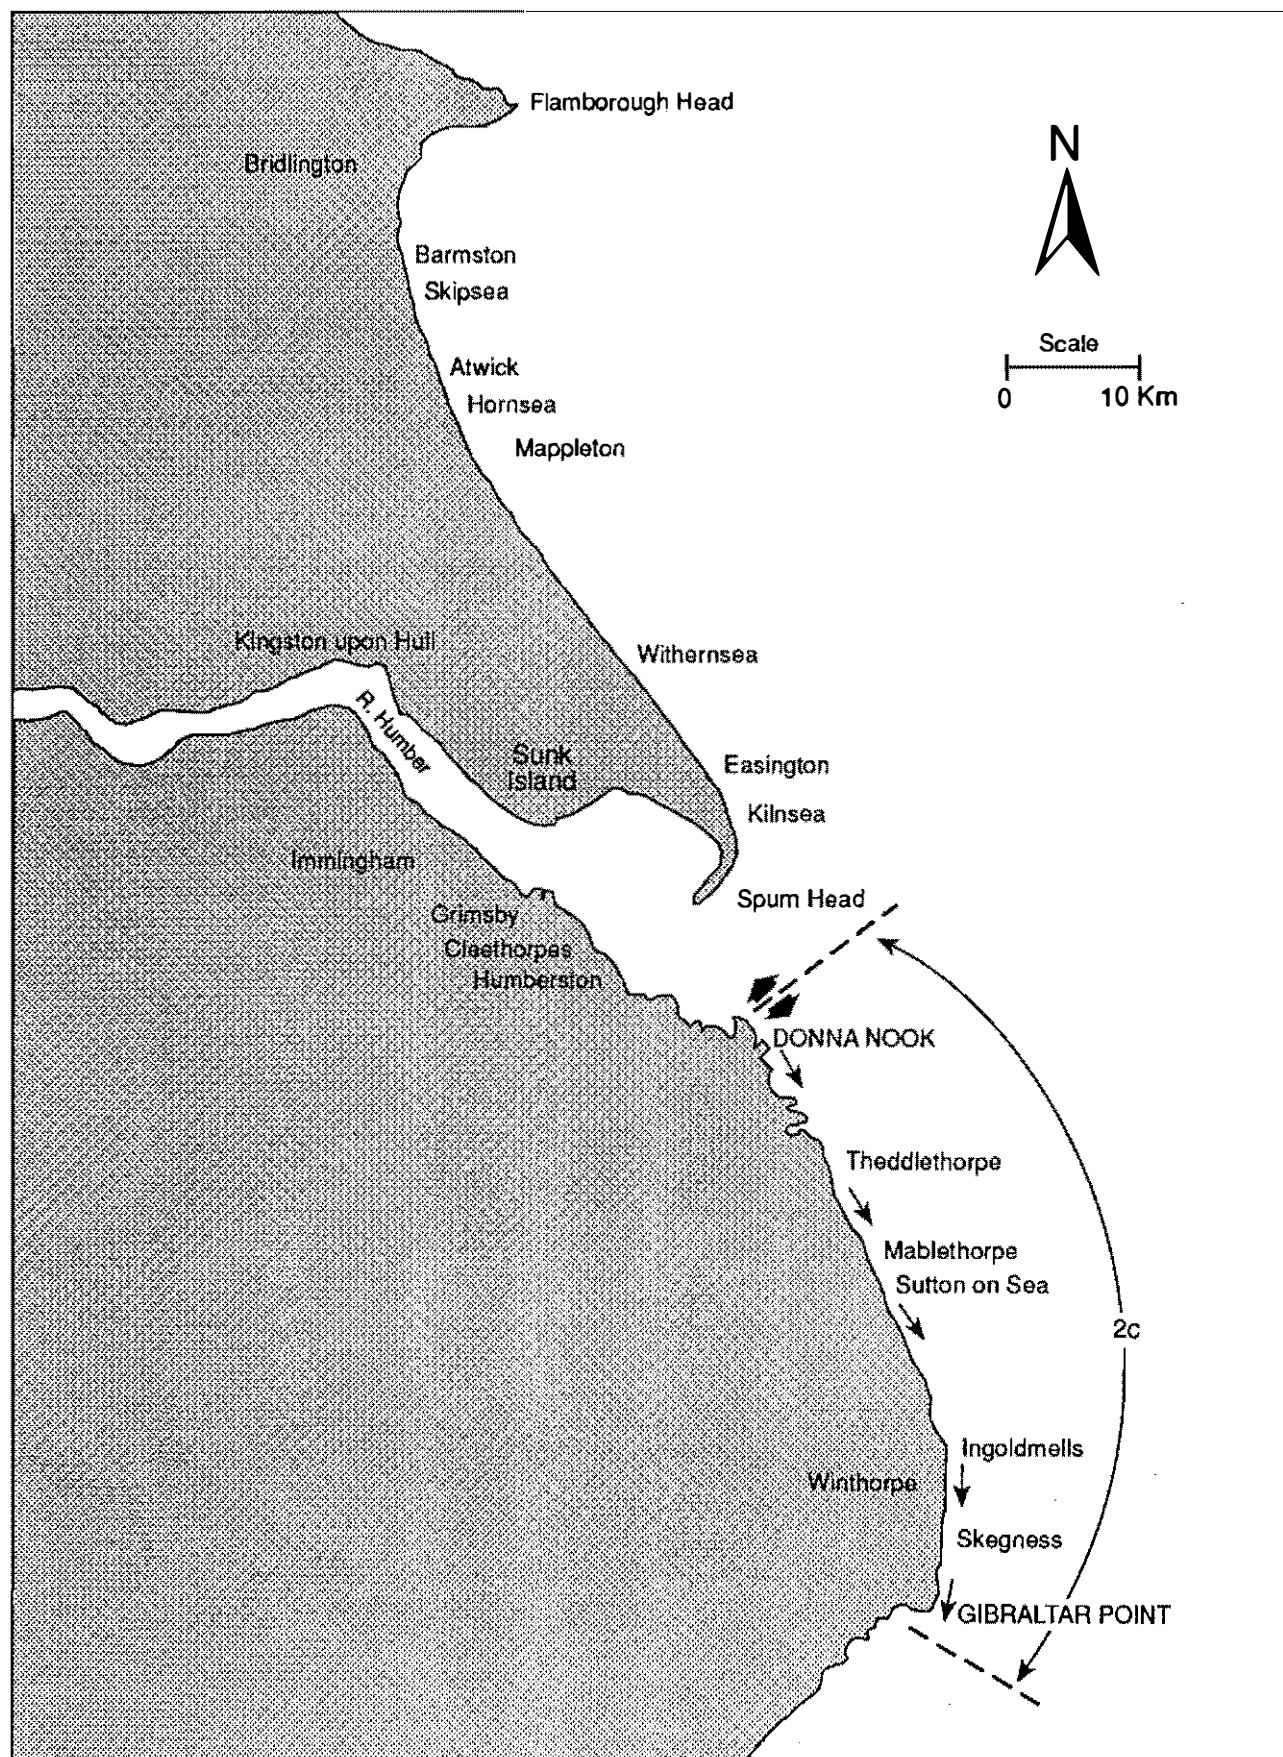 Flamborough Head
N
Bridlington
Barmston
Skipsea
Scale
0 10 Km
Atwick
Hornsea
Mappleton
Kingston upon Hull
Withernsea
R. Humber
Sunk
Island
Easington
Kilnsea
Immingham
Spurn Head
Grimsby
Cleethorpes
Humberston
DONNA NOOK
Theddlethorpe
Mablethorpe
Sutton on Sea
2c
Ingoldmells
Winthorpe
Skegness
GIBRALTAR POINT